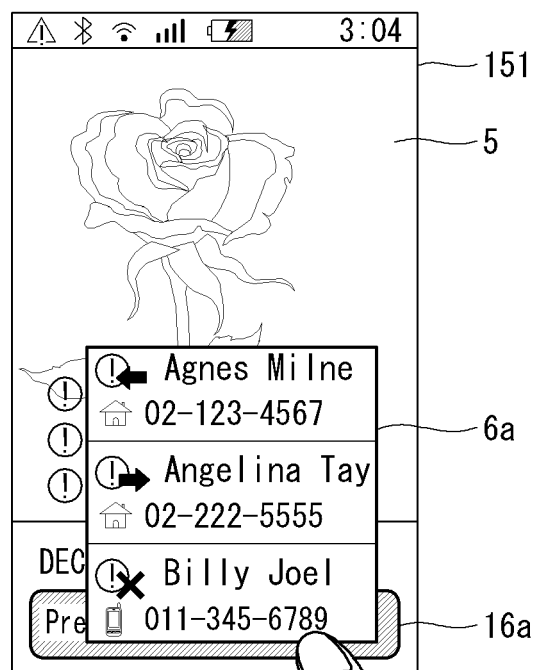 3:04
151
5
Agnes Milne
02-123-4567
6a
Angelina Tay
02-222-5555
DEC
Billy Joel
Pre
011-345-6789
16a